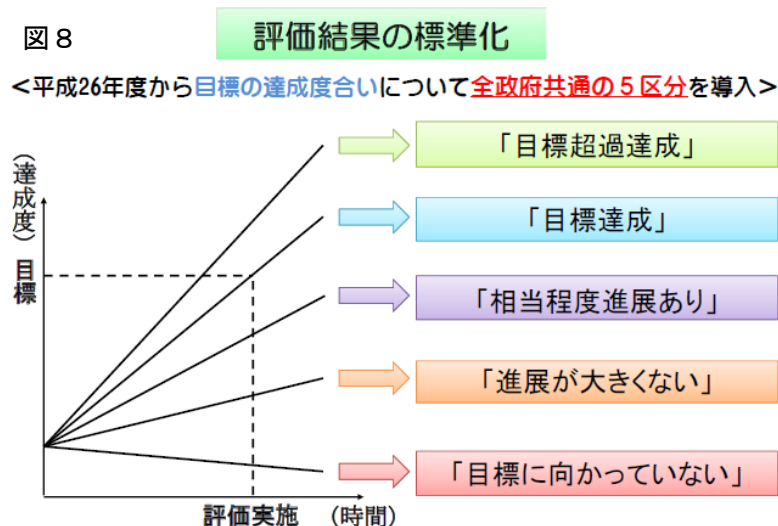 図８
評価結果の標準化
＜平成26年度から目標の達成度合いについて全政府共通の５区分を導入＞
（達成度）
目標
「目標超過達成」
「目標達成」
「相当程度進展あり」
「進展が大きくない」
「目標に向かっていない」
評価実施
（時間）